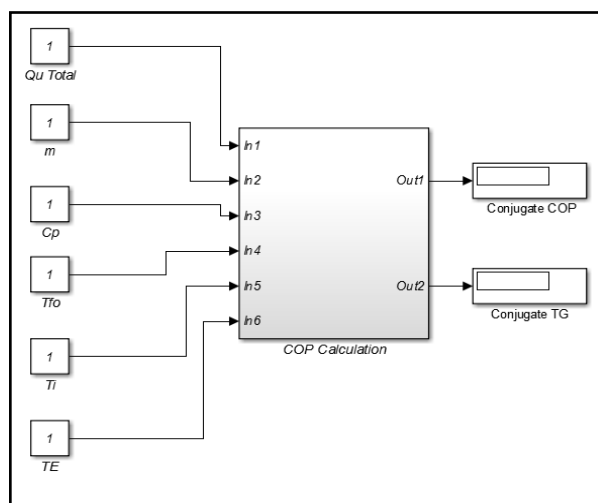 1
Qu Total
1
m
1
Cp
1
Tfo
1
Ti
1
TE
In1
In2
In3
In4
In5
In6
Out1
Out2
COP Calculation
Conjugate COP
Conjugate TG